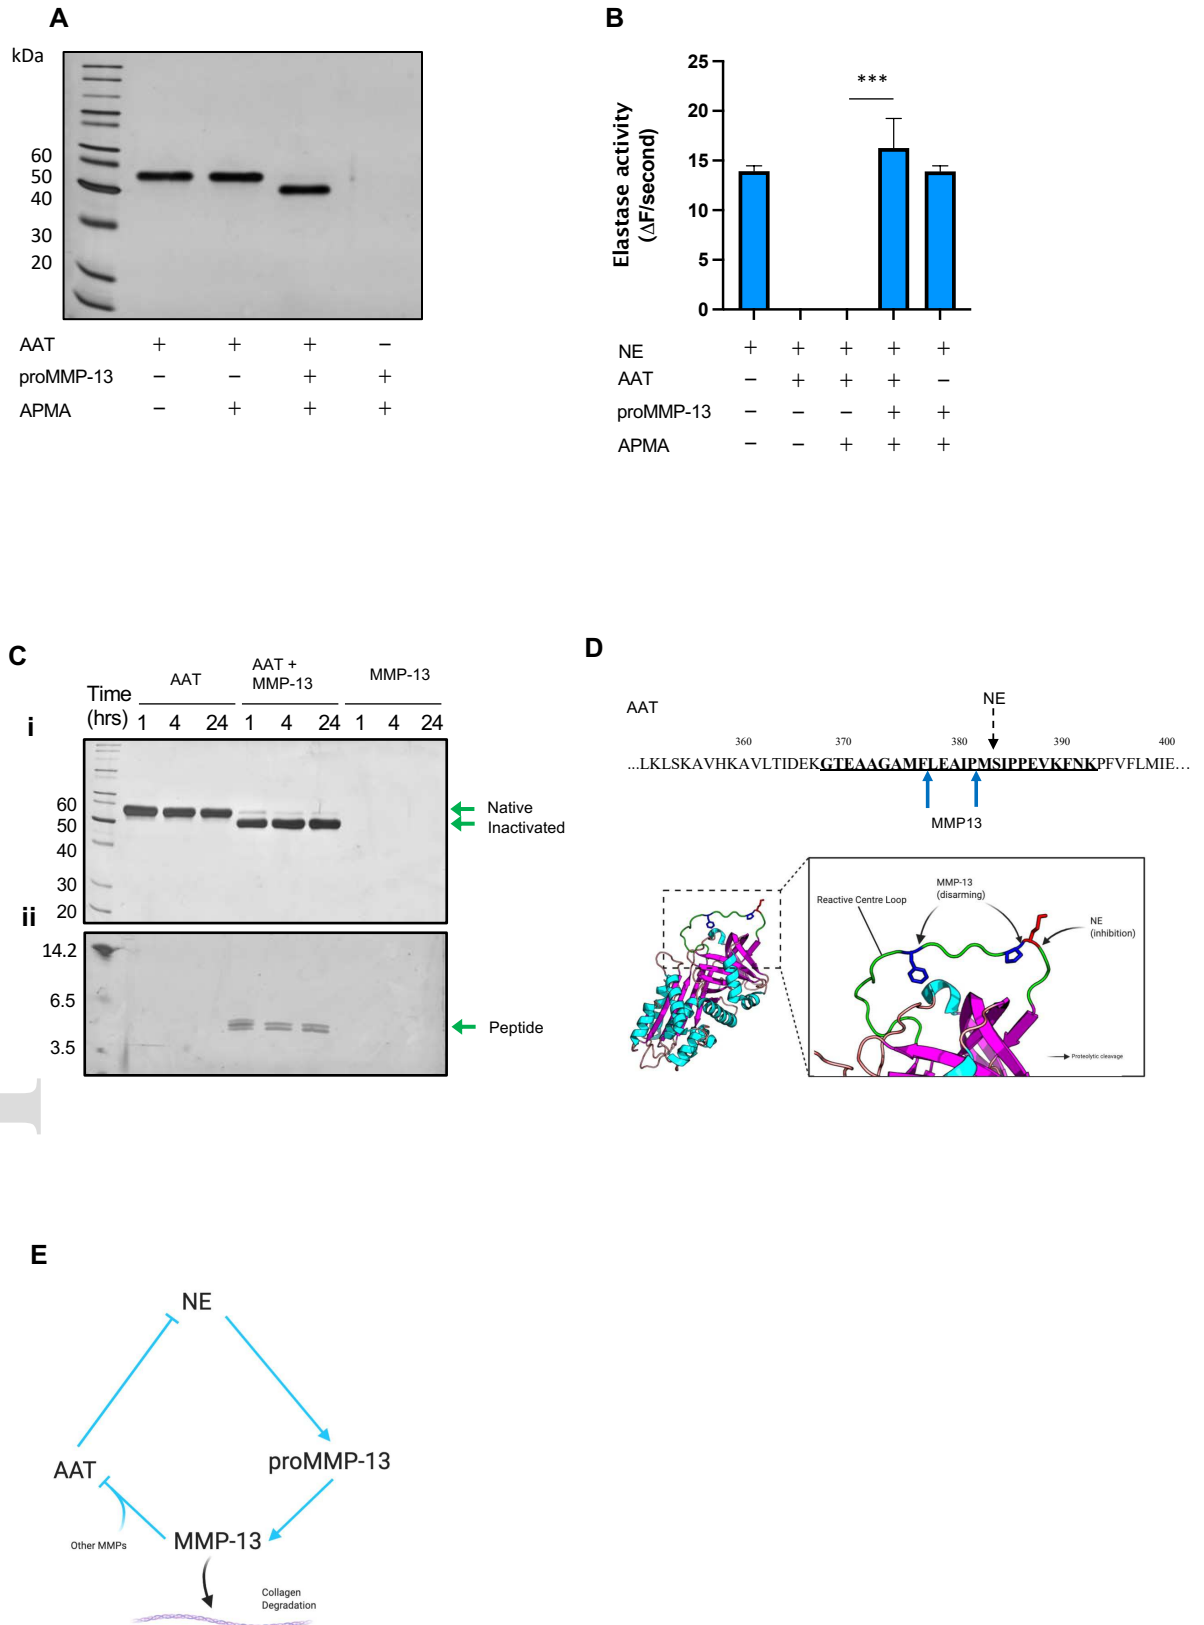 A
kDa
60
50
40
30
20
AAT + + + −
proMMP-13 − − + +
APMA − + + +
B
Elastase activity
(ΔF/second)
25
20
15
10
5
0
***
NE + + + + +
AAT − + + + −
proMMP-13 − − − + +
APMA − − + + +
C
Time
(hrs)
AAT
AAT +
MMP-13
MMP-13
1 4 24 1 4 24 1 4 24
i
60
50
40
30
20
Native
Inactivated
ii
14.2
6.5
3.5
Peptide
D
NE
AAT
360 370 380 390 400
...LKLSKAVHKAVLTIDEKGTEAAGAMFLEAIPMSIPPEVKFNKPFVFLMIE...
MMP13
MMP-13
(disarming)
Reactive Centre Loop
NE
(inhibition)
Proteolytic cleavage
E
NE
proMMP-13
AAT
MMP-13
Other MMPs
Collagen
Degradation